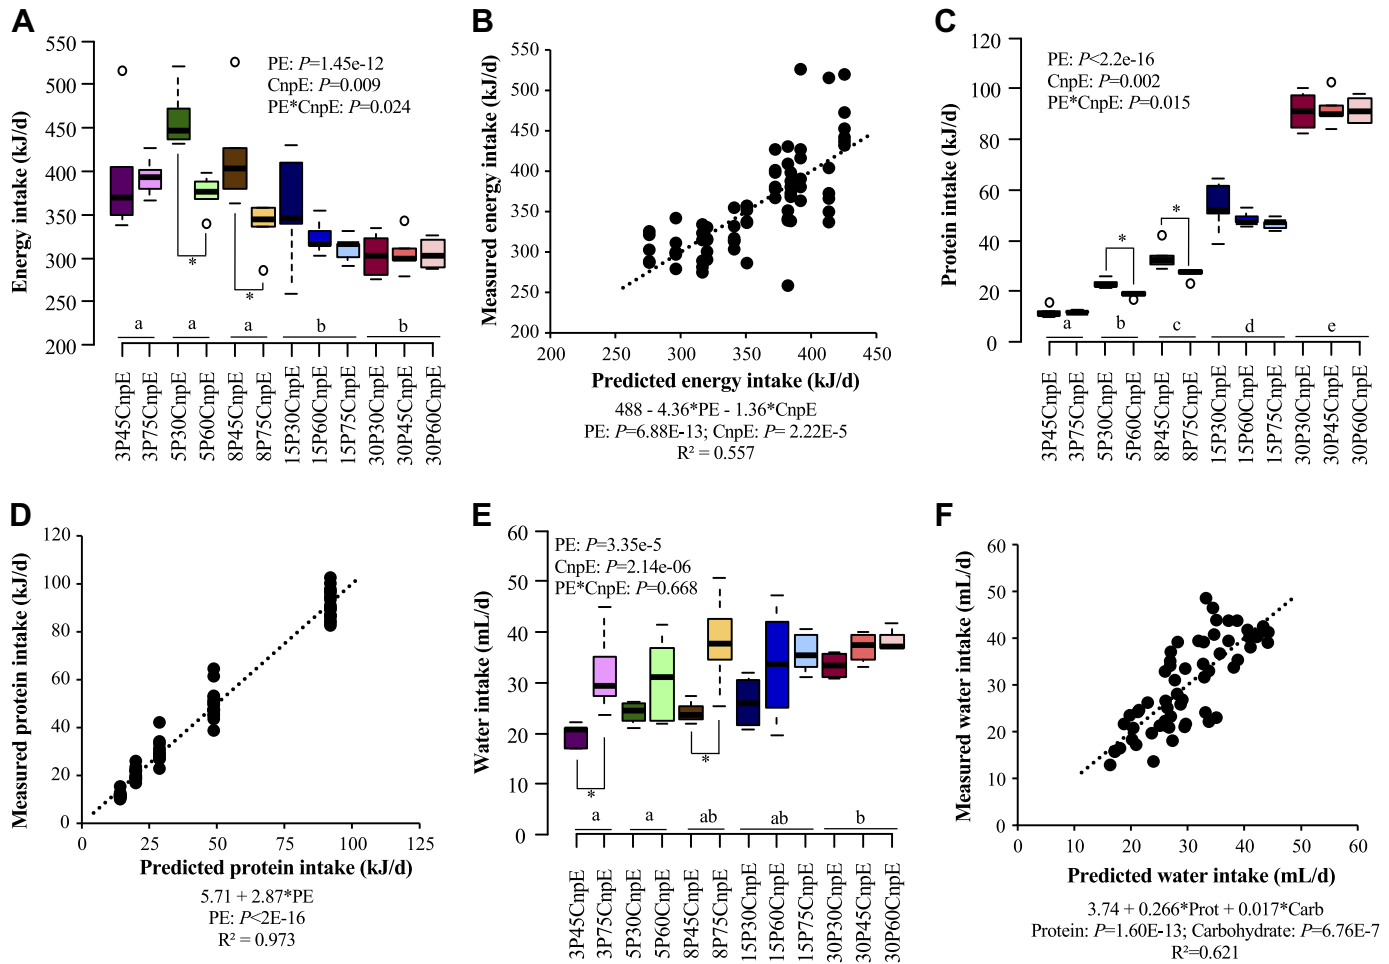 A
550
500
450
400
350
300
250
200
Energy intake (kJ/d)
PE: P=1.45e-12
CnpE: P=0.009
PE*CnpE: P=0.024
*
*
a
a
a
b
b
3P45CnpE
3P75CnpE
5P30CnpE
5P60CnpE
8P45CnpE
8P75CnpE
15P30CnpE
15P60CnpE
15P75CnpE
30P30CnpE
30P45CnpE
30P60CnpE
B
550
500
450
400
350
300
250
200
Measured energy intake (kJ/d)
200
250
300
350
400
450
Predicted energy intake (kJ/d)
488 - 4.36*PE - 1.36*CnpE
PE: P=6.88E-13; CnpE: P= 2.22E-5
R² = 0.557
C
120
100
80
60
40
20
0
Protein intake (kJ/d)
PE: P<2.2e-16
CnpE: P=0.002
PE*CnpE: P=0.015
*
*
a
b
c
d
e
3P45CnpE
3P75CnpE
5P30CnpE
5P60CnpE
8P45CnpE
8P75CnpE
15P30CnpE
15P60CnpE
15P75CnpE
30P30CnpE
30P45CnpE
30P60CnpE
D
120
100
80
60
40
20
0
Measured protein intake (kJ/d)
0
25
50
75
100
125
Predicted protein intake (kJ/d)
5.71 + 2.87*PE
PE: P<2E-16
R² = 0.973
E
60
50
40
30
20
10
0
Water intake (mL/d)
PE: P=3.35e-5
CnpE: P=2.14e-06
PE*CnpE: P=0.668
*
*
a
a
ab
ab
b
3P45CnpE
3P75CnpE
5P30CnpE
5P60CnpE
8P45CnpE
8P75CnpE
15P30CnpE
15P60CnpE
15P75CnpE
30P30CnpE
30P45CnpE
30P60CnpE
F
60
50
40
30
20
10
0
Measured water intake (mL/d)
0
10
20
30
40
50
60
Predicted water intake (mL/d)
3.74 + 0.266*Prot + 0.017*Carb
Protein: P=1.60E-13; Carbohydrate: P=6.76E-7
R²=0.621